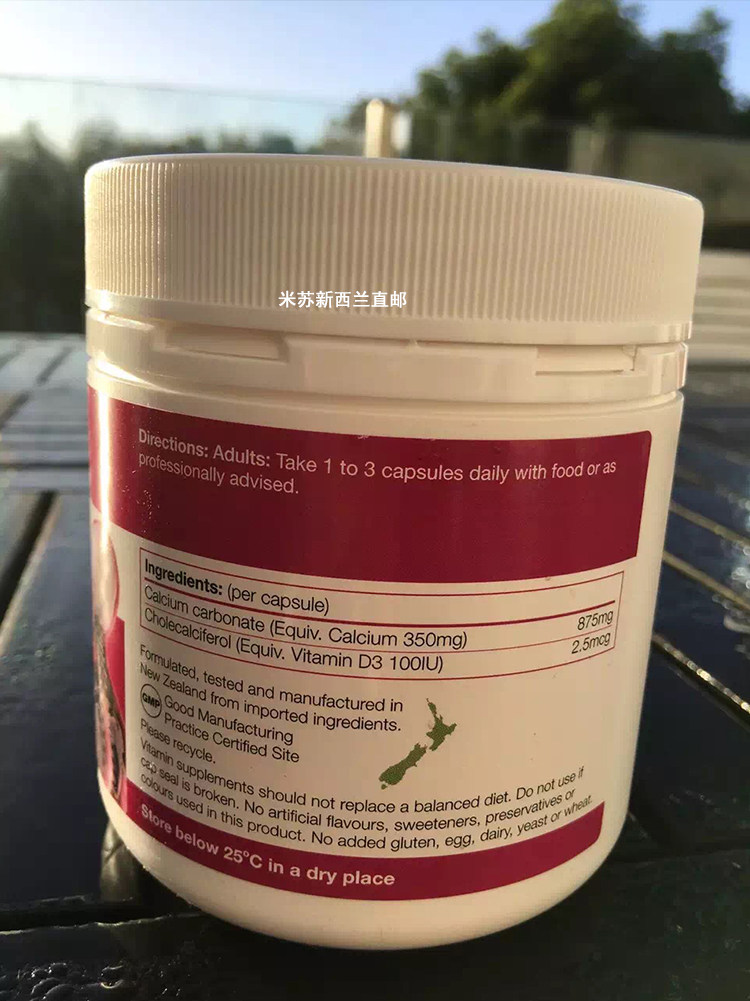 米苏新西兰直邮
Directions: Adults: Take 1 to 3 capsules daily with food or as
professionally advised.
Ingredients: (per capsule)
Calcium carbonate (Equiv. Calcium 350mg) 875mg
Cholecalciferol (Equiv. Vitamin D3 100IU) 2.5mcg
Formulated, tested and manufactured in
New Zealand from imported ingredients.
GMP Good Manufacturing
Practice Certified Site
Please recycle.
Vitamin supplements should not replace a balanced diet. Do not use if
cap seal is broken. No artificial flavours, sweeteners, preservatives or
colours used in this product. No added gluten, egg, dairy, yeast or wheat.
Store below 25°C in a dry place